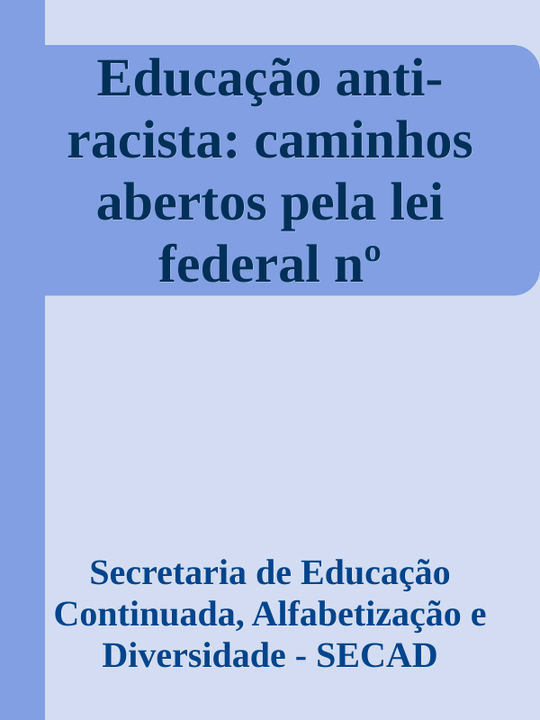 Educação anti-
racista: caminhos
abertos pela lei
federal nº
Secretaria de Educação
Continuada, Alfabetização e
Diversidade - SECAD